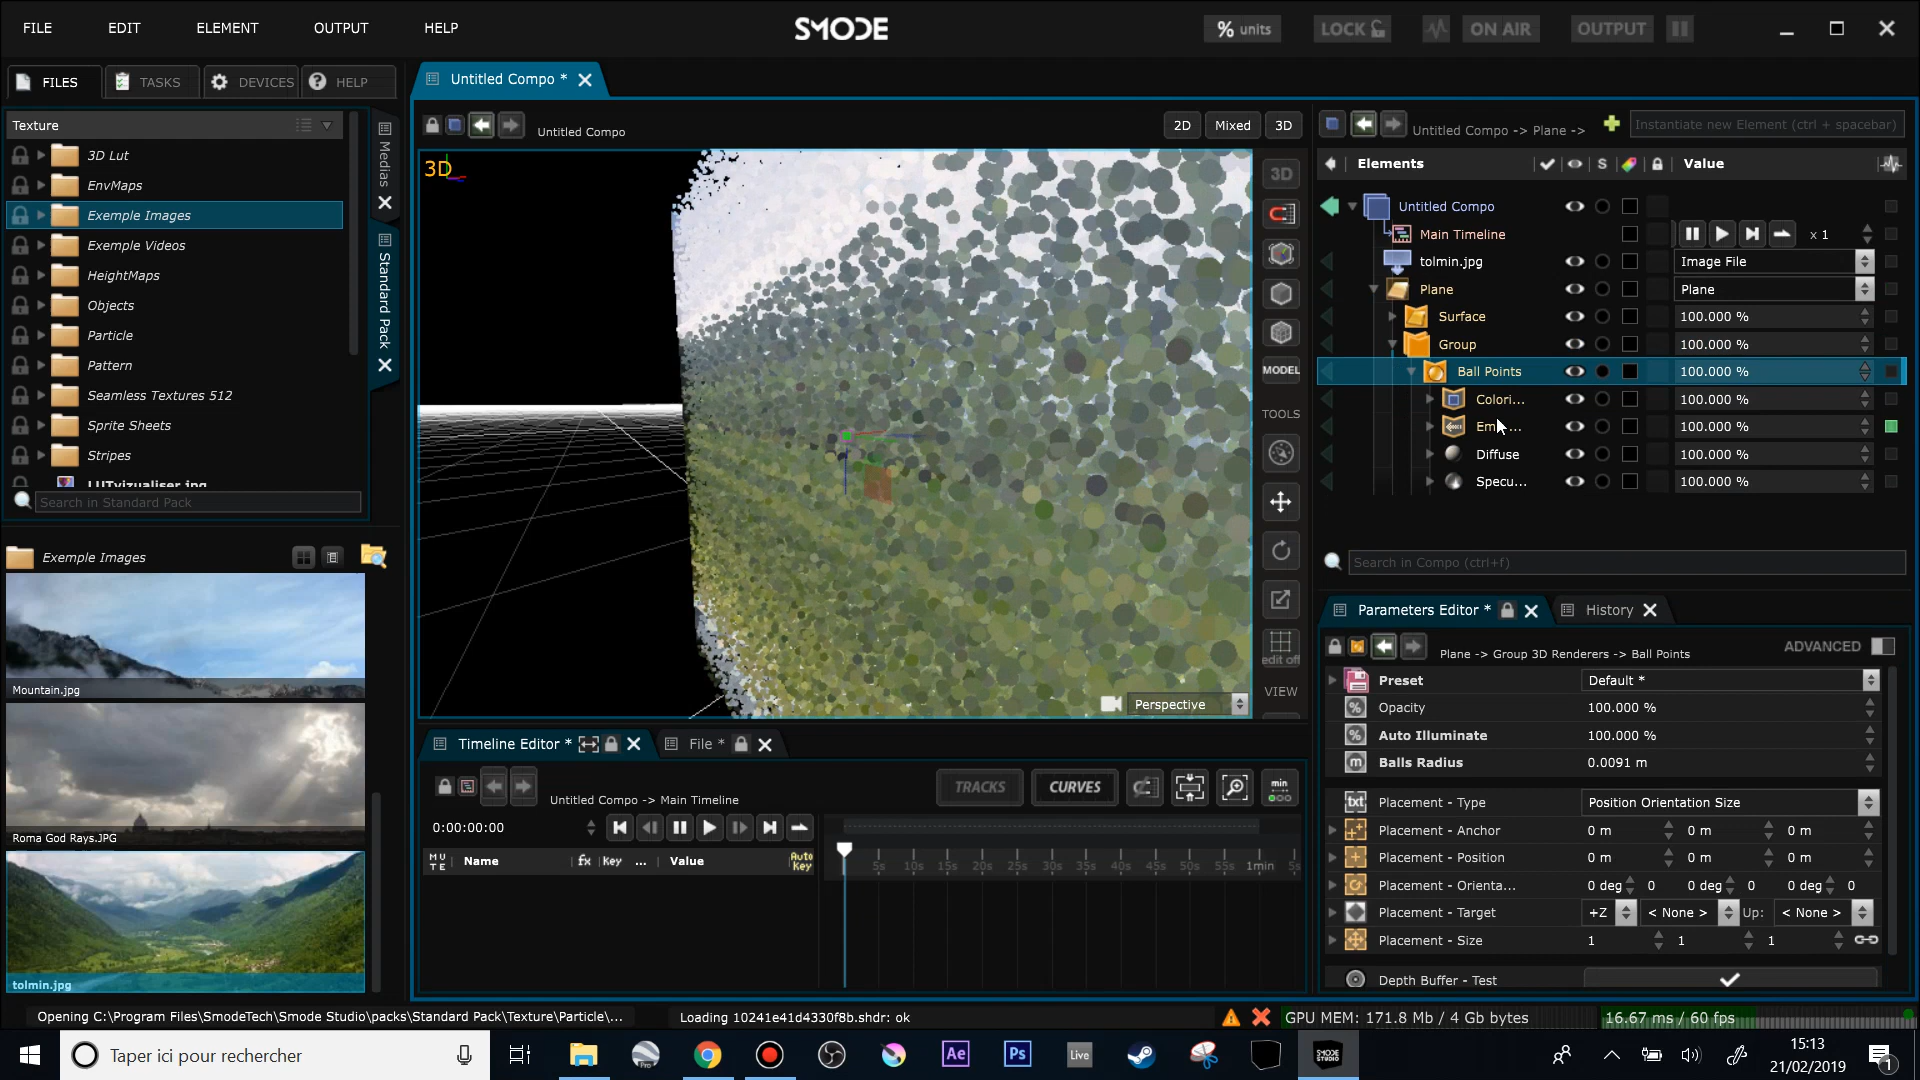 FILE EDIT ELEMENT OUTPUT HELP
SMODE
% units LOCK ON AIR OUTPUT
FILES TASKS DEVICES HELP
Untitled Compo *
Texture
3D Lut
EnvMaps
Exemple Images
Exemple Videos
HeightMaps
Objects
Particle
Pattern
Seamless Textures 512
Sprite Sheets
Stripes
LUTvizualiser.jpg
Search in Standard Pack
Medias
Standard Pack
Exemple Images
Mountain.jpg
Roma God Rays.JPG
tolmin.jpg
Untitled Compo
2D Mixed 3D
3D
Perspective
3D
MODEL
TOOLS
edit off
VIEW
Untitled Compo -> Plane ->
Instantiate new Element (ctrl + spacebar)
Elements S Value
Untitled Compo
Main Timeline x 1
tolmin.jpg Image File
Plane Plane
Surface 100.000 %
Group 100.000 %
Ball Points 100.000 %
Colori... 100.000 %
Em ... 100.000 %
Diffuse 100.000 %
Specu... 100.000 %
Search in Compo (ctrl+f)
Parameters Editor * History
Plane -> Group 3D Renderers -> Ball Points
ADVANCED
Preset Default *
Opacity 100.000 %
Auto Illuminate 100.000 %
Balls Radius 0.0091 m
Placement - Type Position Orientation Size
Placement - Anchor 0 m 0 m 0 m
Placement - Position 0 m 0 m 0 m
Placement - Orienta... 0 deg 0 0 deg 0 0 deg 0
Placement - Target +Z < None > Up: < None >
Placement - Size 1 1 1
Depth Buffer - Test
Timeline Editor * File *
Untitled Compo -> Main Timeline
TRACKS CURVES min
0:00:00:00
MUTE Name fx Key ... Value Auto Key
5s 10s 15s 20s 25s 30s 35s 40s 45s 50s 55s 1min 5s
Opening C:\Program Files\SmodeTech\Smode Studio\packs\Standard Pack\Texture\Particle\...
Loading 10241e41d4330f8b.shdr: ok
GPU MEM: 171.8 Mb / 4 Gb bytes
16.67 ms / 60 fps
Taper ici pour rechercher
Pro
Ae
Ps
Live
SMODE STUDIO
15:13
21/02/2019
1